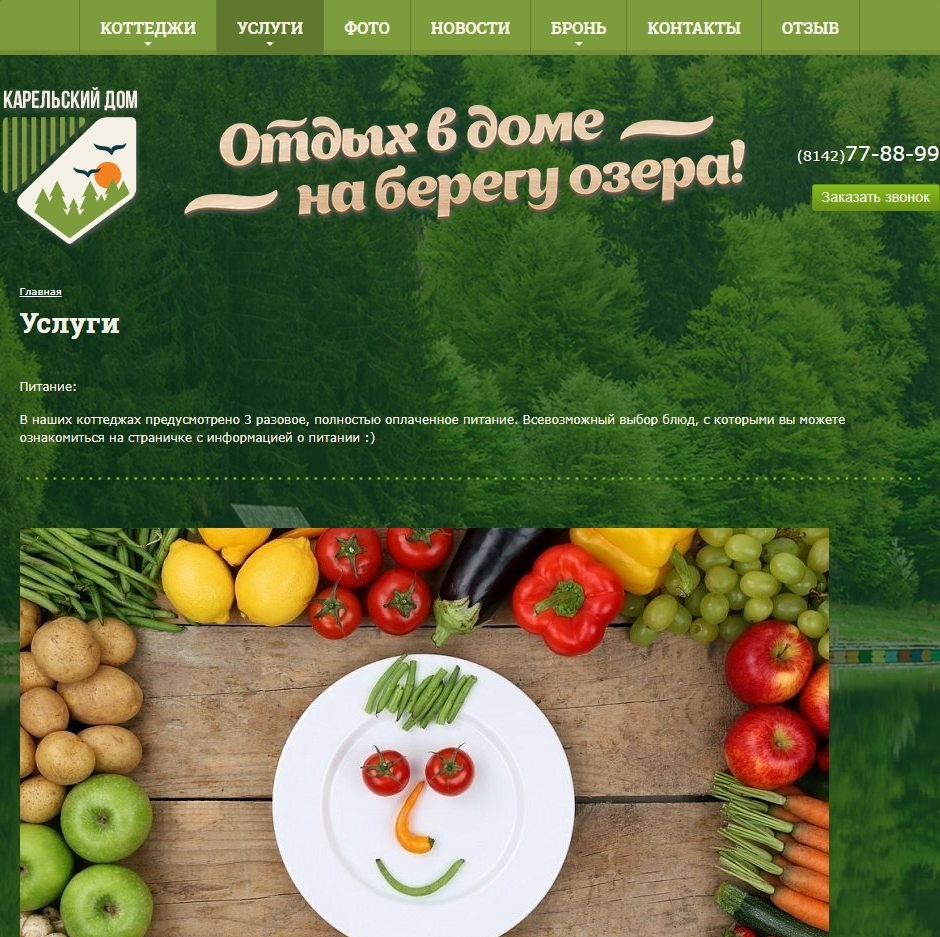 КОТТЕДЖИ УСЛУГИ ФОТО НОВОСТИ БРОНЬ КОНТАКТЫ ОТЗЫВ
КАРЕЛЬСКИЙ ДОМ
Отдых в доме
на берегу озера!
(8142)77-88-99
Заказать звонок
Главная
Услуги
Питание:
В наших коттеджах предусмотрено 3 разовое, полностью оплаченное питание. Всевозможный выбор блюд, с которыми вы можете
ознакомиться на страничке с информацией о питании :)